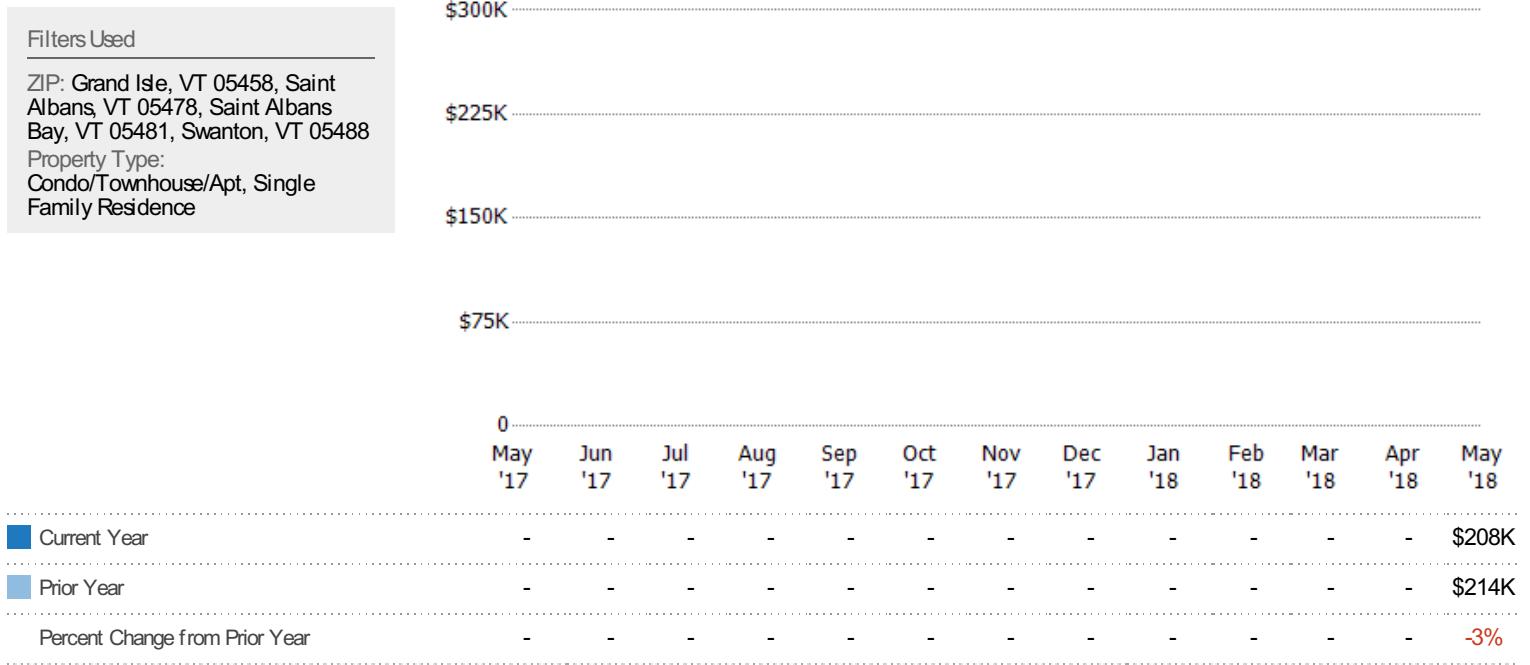 Filters Used
ZIP: Grand Isle, VT 05458, Saint
Albans, VT 05478, Saint Albans
Bay, VT 05481, Swanton, VT 05488
Property Type:
Condo/Townhouse/Apt, Single
Family Residence
$300K
$225K
$150K
$75K
0
May Jun Jul Aug Sep Oct Nov Dec Jan Feb Mar Apr May
'17 '17 '17 '17 '17 '17 '17 '17 '18 '18 '18 '18 '18
Current Year - - - - - - - - - - - - $208K
Prior Year - - - - - - - - - - - - $214K
Percent Change from Prior Year - - - - - - - - - - - - -3%